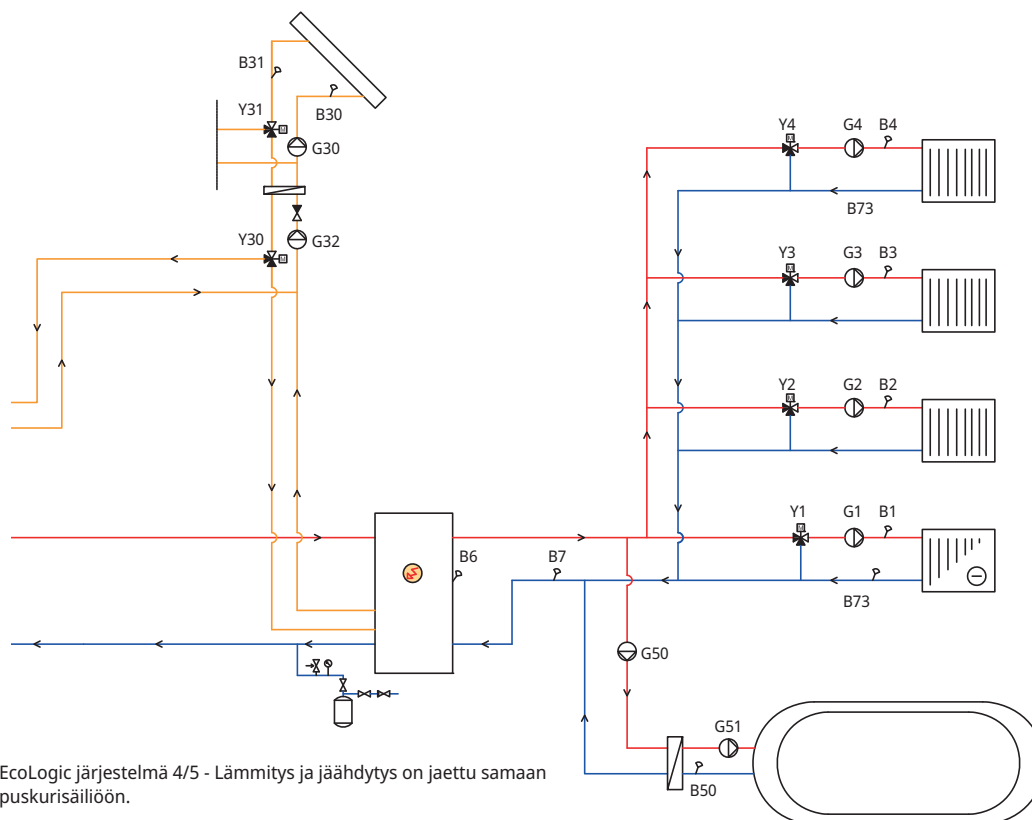 B31
B30
Y31
G30
Y30
G32
Y4 G4 B4
B73
Y3 G3 B3
Y2 G2 B2
Y1 G1 B1
B6
B7
B73
G50
G51
B50
EcoLogic järjestelmä 4/5 - Lämmitys ja jäähdytys on jaettu samaan
puskurisäiliöön.